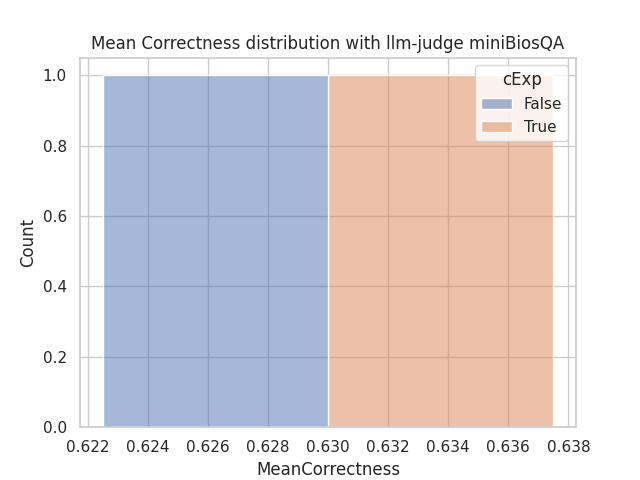 Mean Correctness distribution with llm-judge miniBiosQA
cExp
False
True
1.0
0.8
0.6
0.4
0.2
0.0
Count
0.622 0.624 0.626 0.628 0.630 0.632 0.634 0.636 0.638
MeanCorrectness